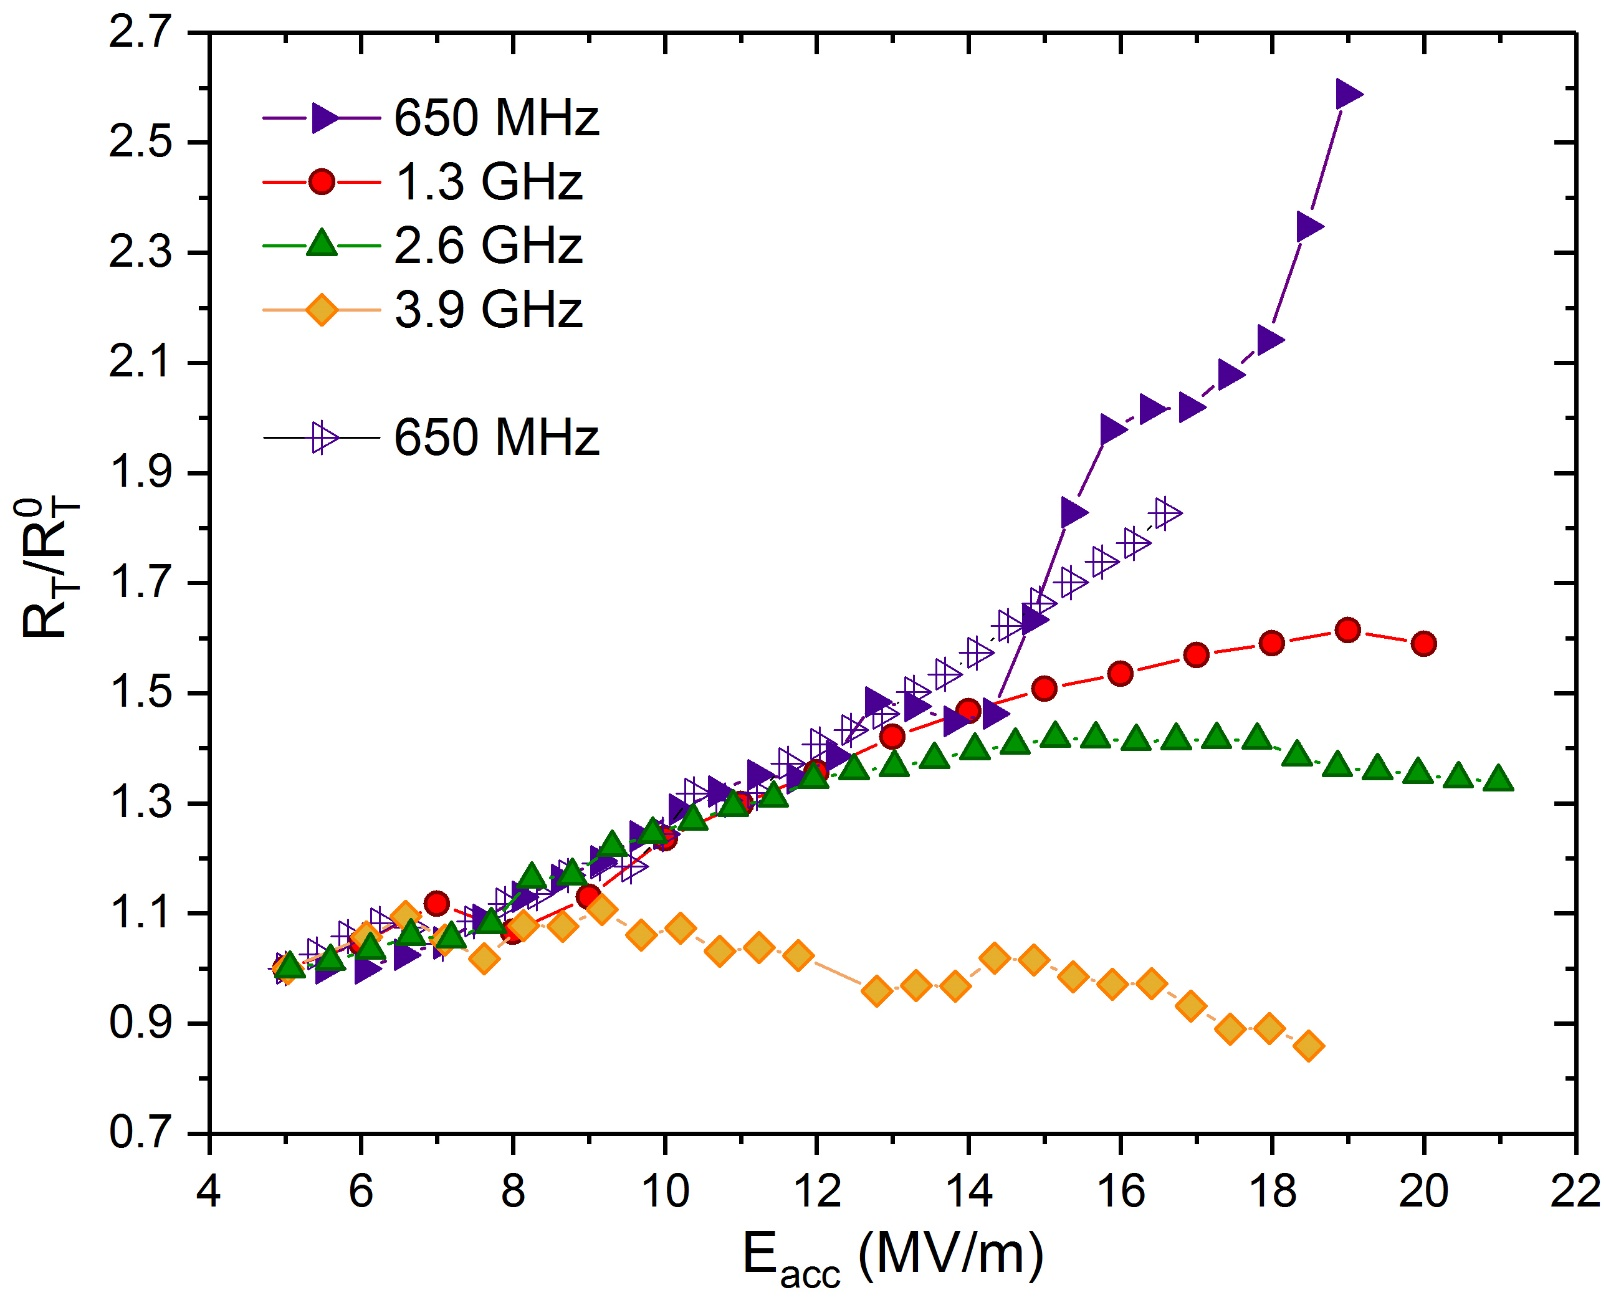 2.7
2.5
2.3
2.1
1.9
1.7
1.5
1.3
1.1
0.9
0.7
R_T/R_T^0
650 MHz
1.3 GHz
2.6 GHz
3.9 GHz
650 MHz
4 6 8 10 12 14 16 18 20 22
E_acc (MV/m)